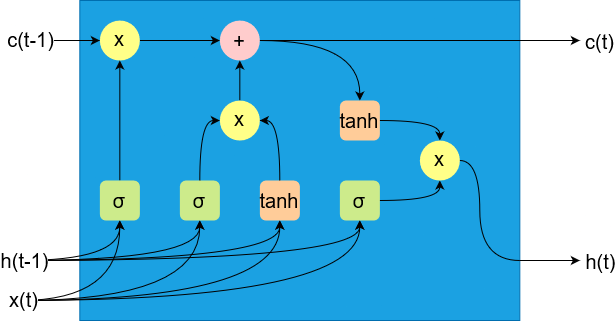 c(t-1)
x
+
c(t)
tanh
x
x
σ
σ
tanh
σ
h(t-1)
h(t)
x(t)